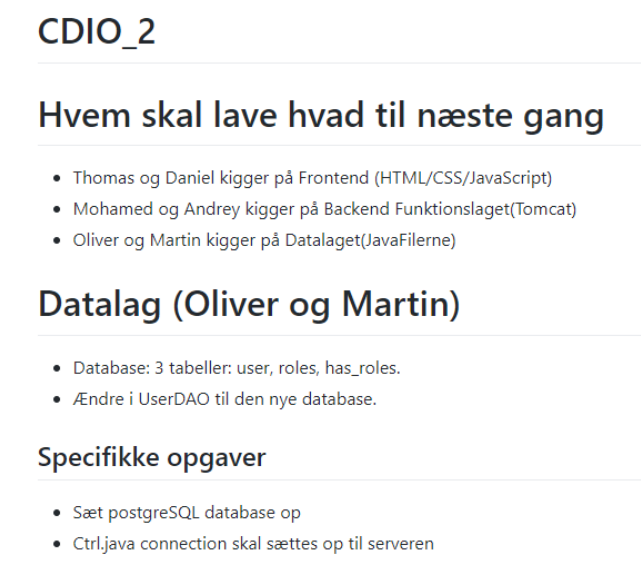 CDIO_2
Hvem skal lave hvad til næste gang
Thomas og Daniel kigger på Frontend (HTML/CSS/JavaScript)
Mohamed og Andrey kigger på Backend Funktionslaget(Tomcat)
Oliver og Martin kigger på Datalaget(JavaFilerne)
Datalag (Oliver og Martin)
Database: 3 tabeller: user, roles, has_roles.
Ændre i UserDAO til den nye database.
Specifikke opgaver
Sæt postgreSQL database op
Ctrl.java connection skal sættes op til serveren